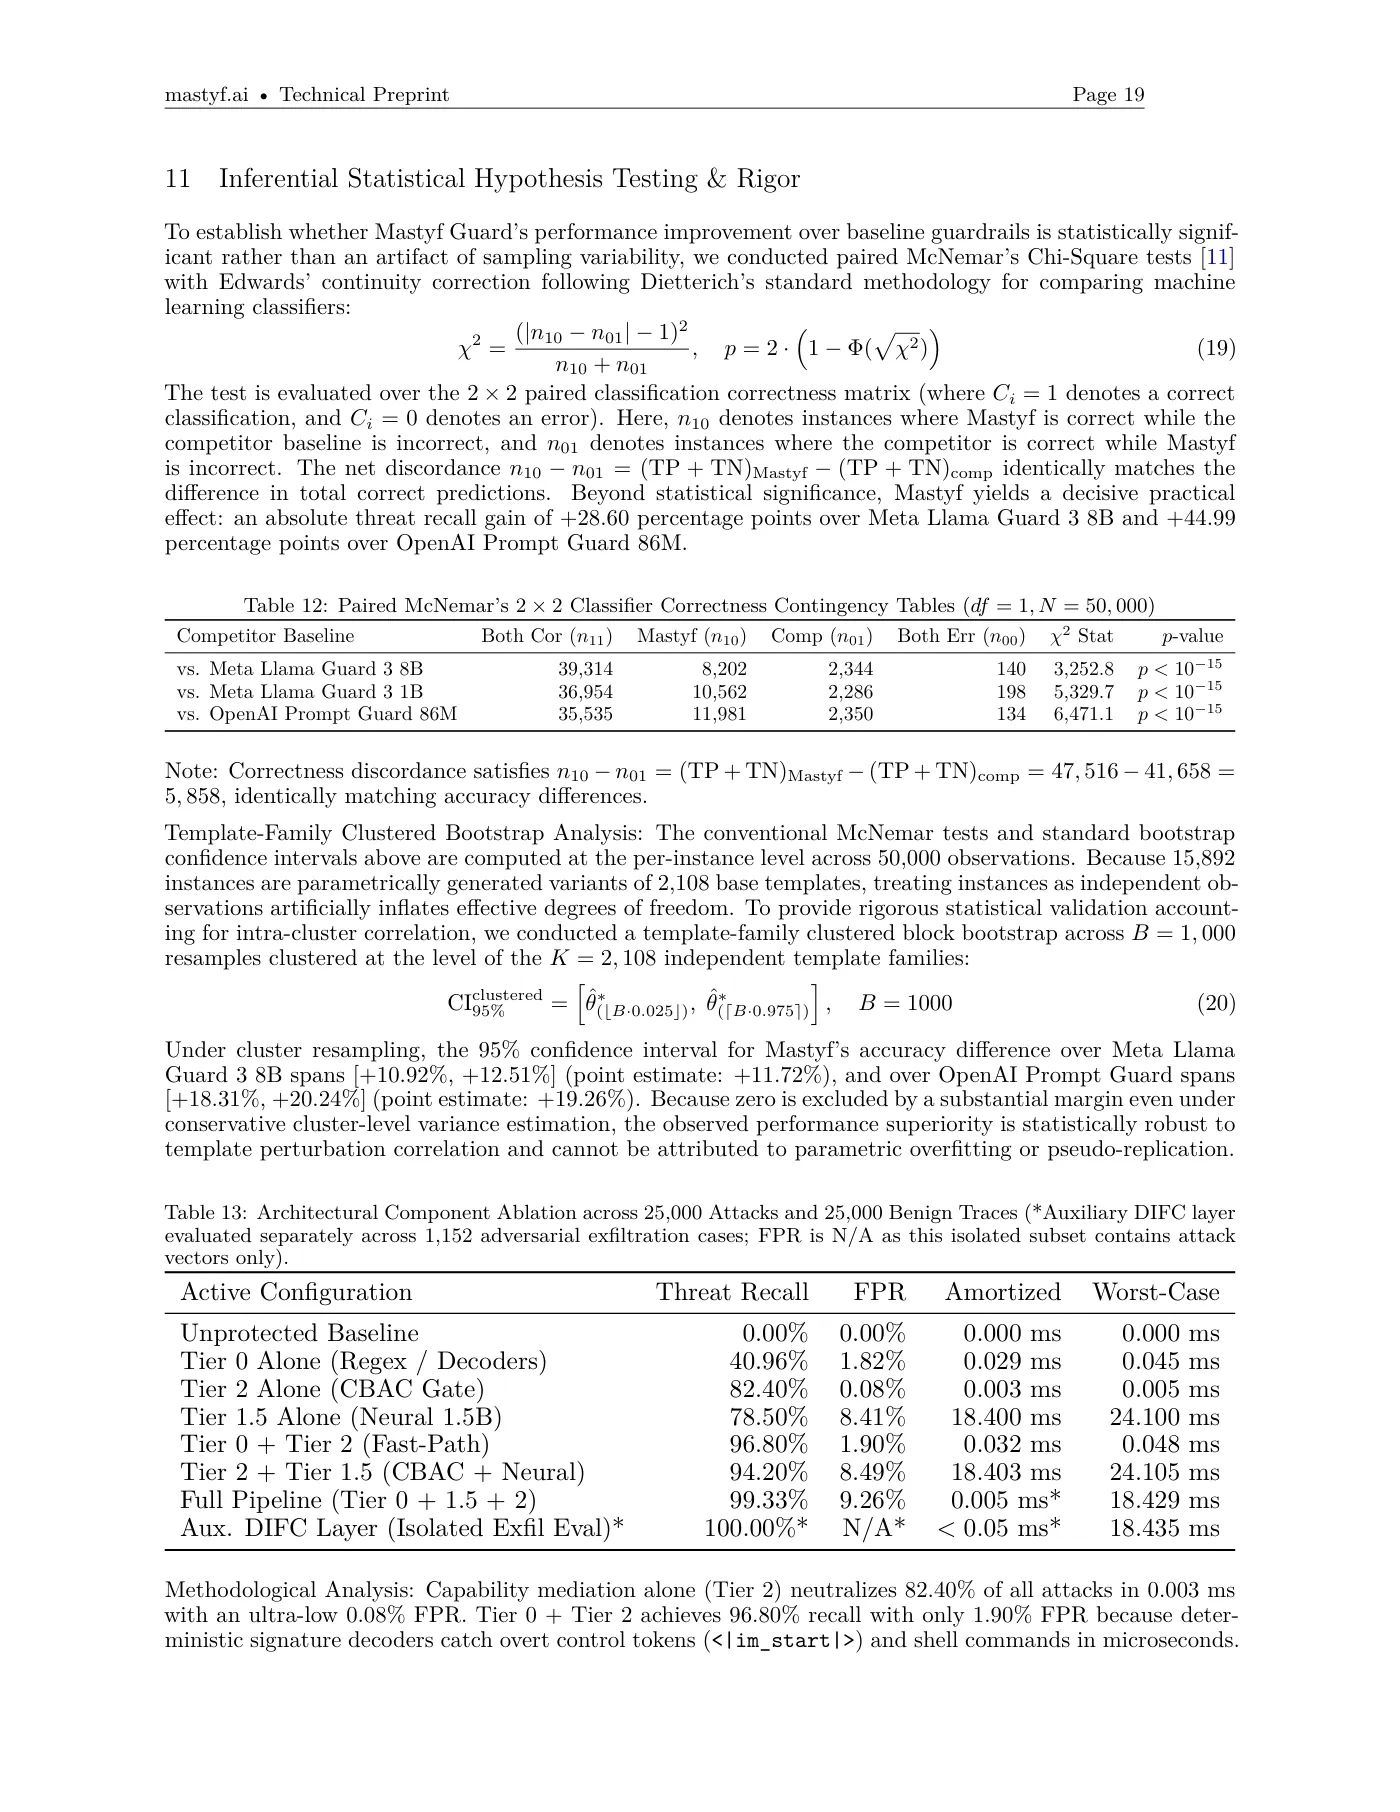 mastyf.ai • Technical Preprint Page 19
11 Inferential Statistical Hypothesis Testing & Rigor
To establish whether Mastyf Guard's performance improvement over baseline guardrails is statistically signif-
icant rather than an artifact of sampling variability, we conducted paired McNemar's Chi-Square tests [11]
with Edwards' continuity correction following Dietterich's standard methodology for comparing machine
learning classifiers:
χ² = (|n₁₀ − n₀₁| − 1)² / (n₁₀ + n₀₁), p = 2 · (1 − Φ(√χ²)) (19)
The test is evaluated over the 2 × 2 paired classification correctness matrix (where Cᵢ = 1 denotes a correct
classification, and Cᵢ = 0 denotes an error). Here, n₁₀ denotes instances where Mastyf is correct while the
competitor baseline is incorrect, and n₀₁ denotes instances where the competitor is correct while Mastyf
is incorrect. The net discordance n₁₀ − n₀₁ = (TP + TN)Mastyf − (TP + TN)comp identically matches the
difference in total correct predictions. Beyond statistical significance, Mastyf yields a decisive practical
effect: an absolute threat recall gain of +28.60 percentage points over Meta Llama Guard 3 8B and +44.99
percentage points over OpenAI Prompt Guard 86M.
Table 12: Paired McNemar's 2 × 2 Classifier Correctness Contingency Tables (df = 1, N = 50, 000)
Competitor Baseline Both Cor (n₁₁) Mastyf (n₁₀) Comp (n₀₁) Both Err (n₀₀) χ² Stat p-value
vs. Meta Llama Guard 3 8B 39,314 8,202 2,344 140 3,252.8 p < 10⁻¹⁵
vs. Meta Llama Guard 3 1B 36,954 10,562 2,286 198 5,329.7 p < 10⁻¹⁵
vs. OpenAI Prompt Guard 86M 35,535 11,981 2,350 134 6,471.1 p < 10⁻¹⁵
Note: Correctness discordance satisfies n₁₀ − n₀₁ = (TP + TN)Mastyf − (TP + TN)comp = 47, 516 − 41, 658 =
5, 858, identically matching accuracy differences.
Template-Family Clustered Bootstrap Analysis: The conventional McNemar tests and standard bootstrap
confidence intervals above are computed at the per-instance level across 50,000 observations. Because 15,892
instances are parametrically generated variants of 2,108 base templates, treating instances as independent ob-
servations artificially inflates effective degrees of freedom. To provide rigorous statistical validation account-
ing for intra-cluster correlation, we conducted a template-family clustered block bootstrap across B = 1, 000
resamples clustered at the level of the K = 2, 108 independent template families:
CI95%clustered = [θ̂*(⌊B·0.025⌋), θ̂*(⌈B·0.975⌉)], B = 1000 (20)
Under cluster resampling, the 95% confidence interval for Mastyf's accuracy difference over Meta Llama
Guard 3 8B spans [+10.92%, +12.51%] (point estimate: +11.72%), and over OpenAI Prompt Guard spans
[+18.31%, +20.24%] (point estimate: +19.26%). Because zero is excluded by a substantial margin even under
conservative cluster-level variance estimation, the observed performance superiority is statistically robust to
template perturbation correlation and cannot be attributed to parametric overfitting or pseudo-replication.
Table 13: Architectural Component Ablation across 25,000 Attacks and 25,000 Benign Traces (*Auxiliary DIFC layer
evaluated separately across 1,152 adversarial exfiltration cases; FPR is N/A as this isolated subset contains attack
vectors only).
Active Configuration Threat Recall FPR Amortized Worst-Case
Unprotected Baseline 0.00% 0.00% 0.000 ms 0.000 ms
Tier 0 Alone (Regex / Decoders) 40.96% 1.82% 0.029 ms 0.045 ms
Tier 2 Alone (CBAC Gate) 82.40% 0.08% 0.003 ms 0.005 ms
Tier 1.5 Alone (Neural 1.5B) 78.50% 8.41% 18.400 ms 24.100 ms
Tier 0 + Tier 2 (Fast-Path) 96.80% 1.90% 0.032 ms 0.048 ms
Tier 2 + Tier 1.5 (CBAC + Neural) 94.20% 8.49% 18.403 ms 24.105 ms
Full Pipeline (Tier 0 + 1.5 + 2) 99.33% 9.26% 0.005 ms* 18.429 ms
Aux. DIFC Layer (Isolated Exfil Eval)* 100.00%* N/A* < 0.05 ms* 18.435 ms
Methodological Analysis: Capability mediation alone (Tier 2) neutralizes 82.40% of all attacks in 0.003 ms
with an ultra-low 0.08% FPR. Tier 0 + Tier 2 achieves 96.80% recall with only 1.90% FPR because deter-
ministic signature decoders catch overt control tokens (<|im_start|>) and shell commands in microseconds.